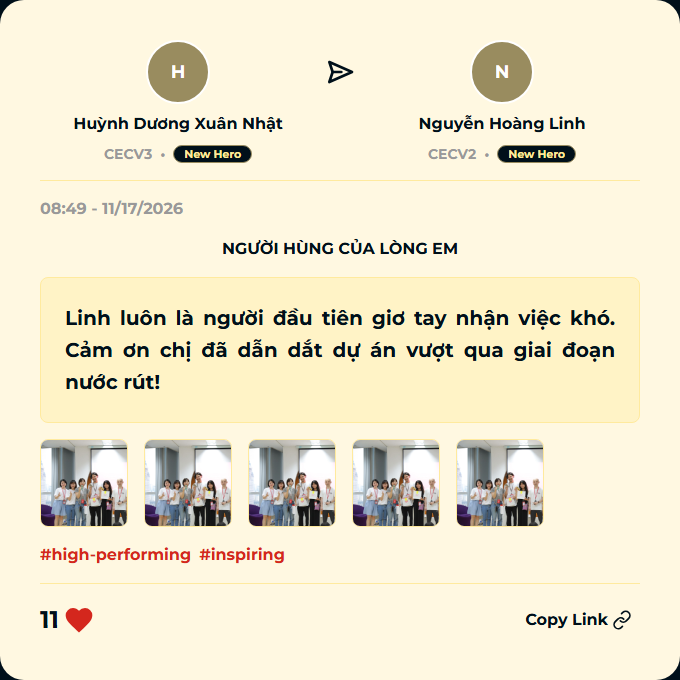 H
N
Huỳnh Dương Xuân Nhật
Nguyễn Hoàng Linh
CECV3 • New Hero
CECV2 • New Hero
08:49 - 11/17/2026
NGƯỜI HÙNG CỦA LÒNG EM
Linh luôn là người đầu tiên giơ tay nhận việc khó.
Cảm ơn chị đã dẫn dắt dự án vượt qua giai đoạn
nước rút!
#high-performing #inspiring
11
Copy Link